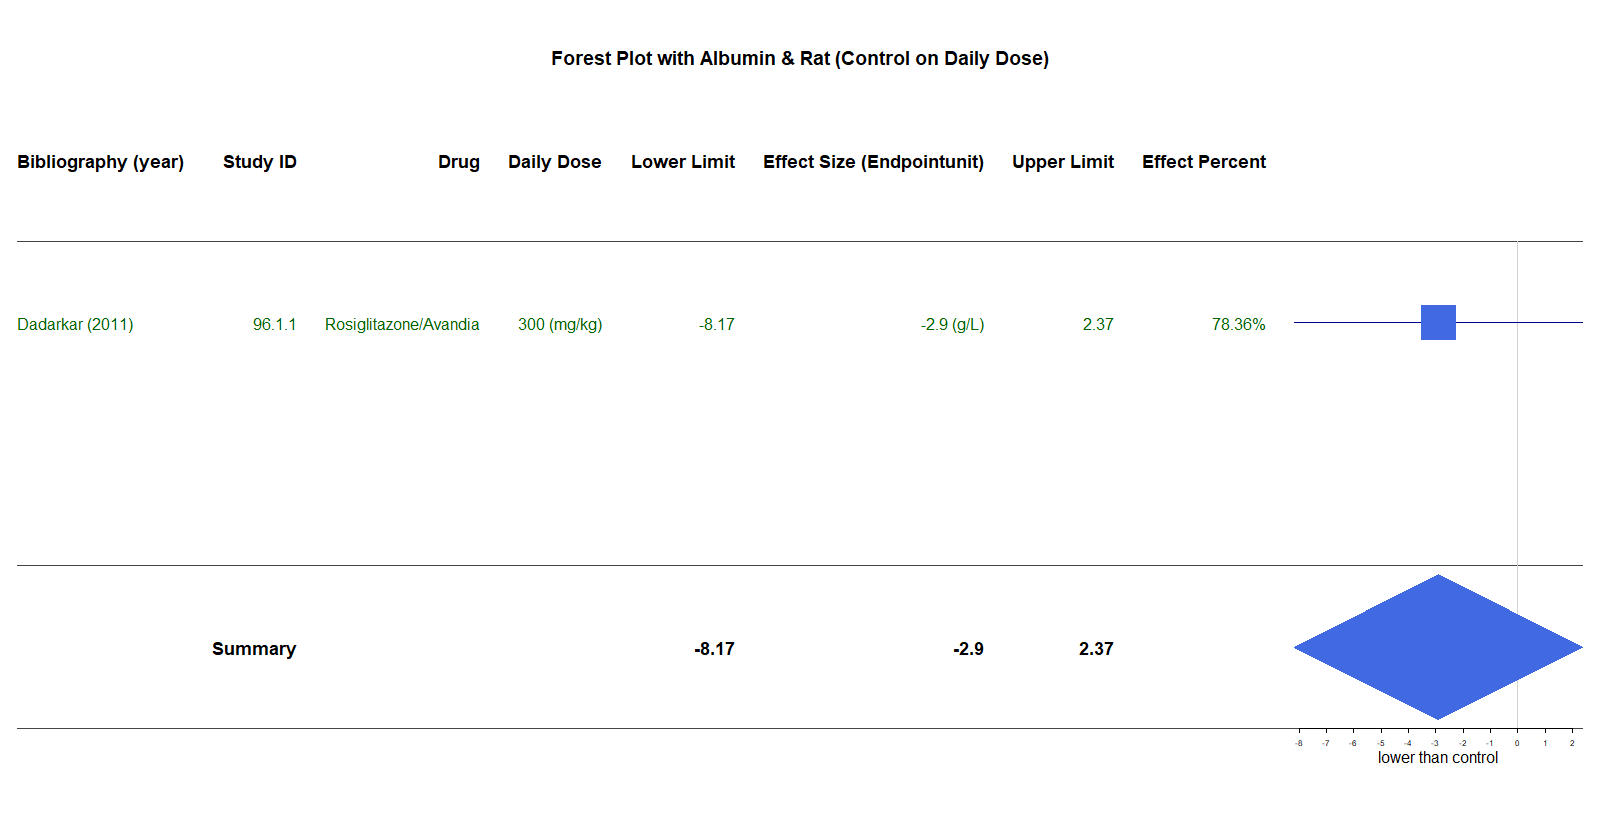 Forest Plot with Albumin & Rat (Control on Daily Dose)
Bibliography (year) Study ID Drug Daily Dose Lower Limit Effect Size (Endpointunit) Upper Limit Effect Percent
Dadarkar (2011) 96.1.1 Rosiglitazone/Avandia 300 (mg/kg) -8.17 -2.9 (g/L) 2.37 78.36%
Summary -8.17 -2.9 2.37
-8 -7 -6 -5 -4 -3 -2 -1 0 1 2
lower than control